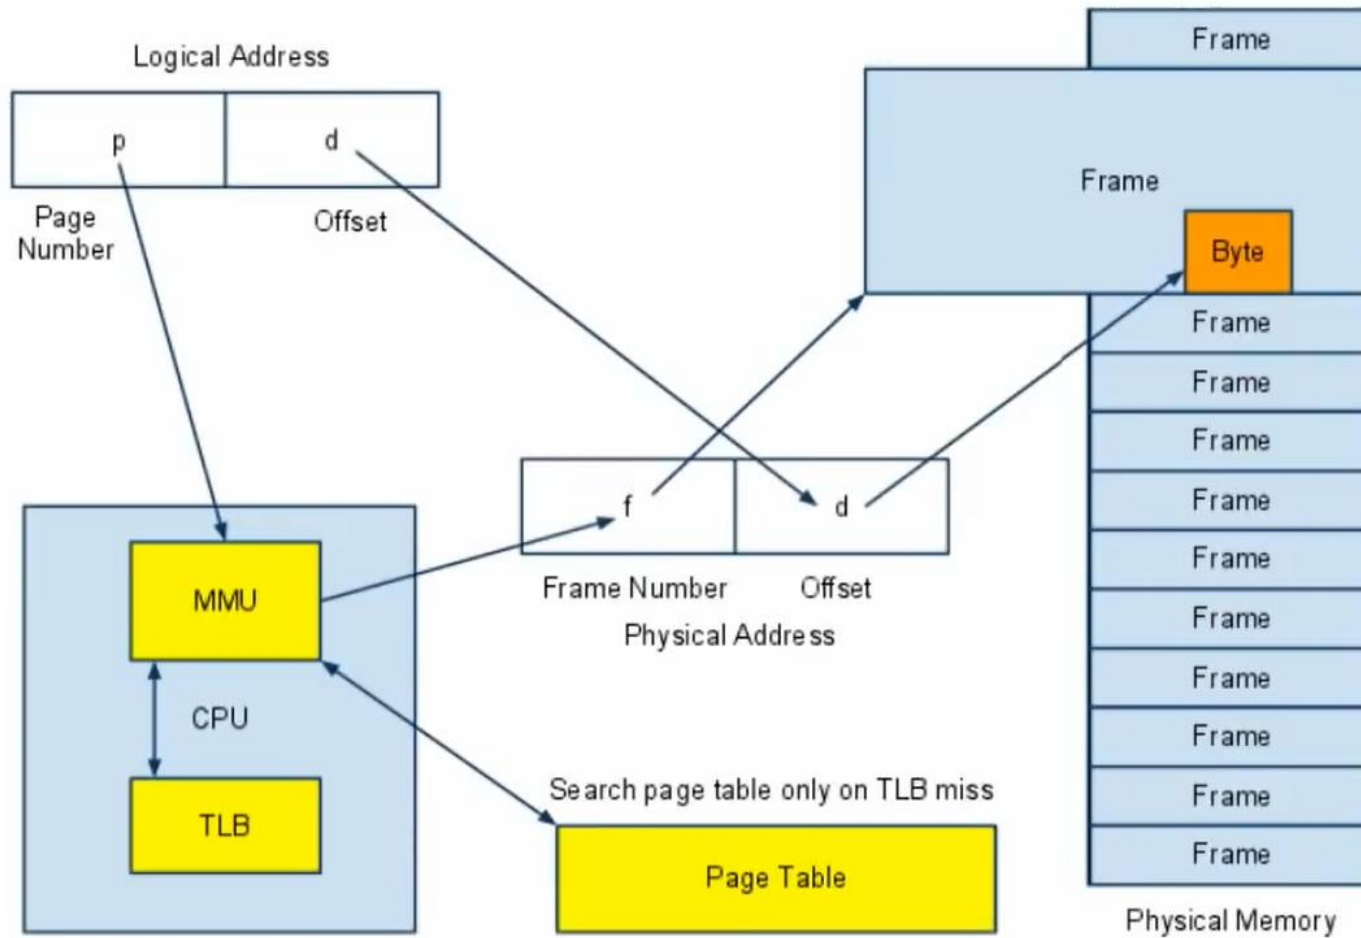 Logical Address
p
d
Page
Number
Offset
Frame
Frame
Byte
Frame
Frame
Frame
Frame
Frame
Frame
Frame
Frame
Frame
Frame
f
d
Frame Number
Offset
Physical Address
MMU
CPU
TLB
Search page table only on TLB miss
Page Table
Physical Memory